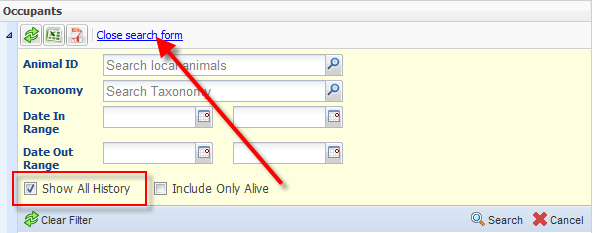 Occupants
Close search form
Animal ID Search local animals
Taxonomy Search Taxonomy
Date In
Range
Date Out
Range
Show All History Include Only Alive
Clear Filter Search Cancel